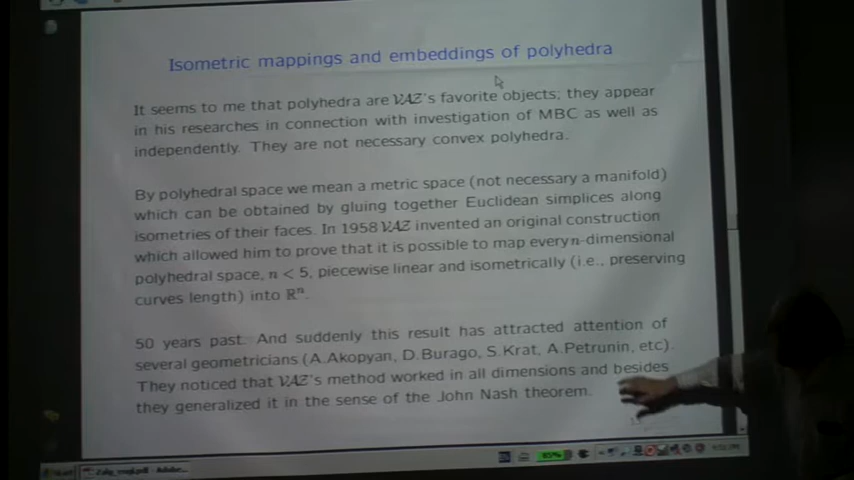 Isometric mappings and embeddings of polyhedra
It seems to me that polyhedra are VAZ's favorite objects; they appear
in his researches in connection with investigation of MBC as well as
independently. They are not necessary convex polyhedra.
By polyhedral space we mean a metric space (not necessary a manifold)
which can be obtained by gluing together Euclidean simplices along
isometries of their faces. In 1958 VAZ invented an original construction
which allowed him to prove that it is possible to map every n-dimensional
polyhedral space, n < 5, piecewise linear and isometrically (i.e., preserving
curves length) into ℝⁿ.
50 years past. And suddenly this result has attracted attention of
several geometricians (A.Akopyan, D.Burago, S.Krat, A.Petrunin, etc).
They noticed that VAZ's method worked in all dimensions and besides
they generalized it in the sense of the John Nash theorem.
85%